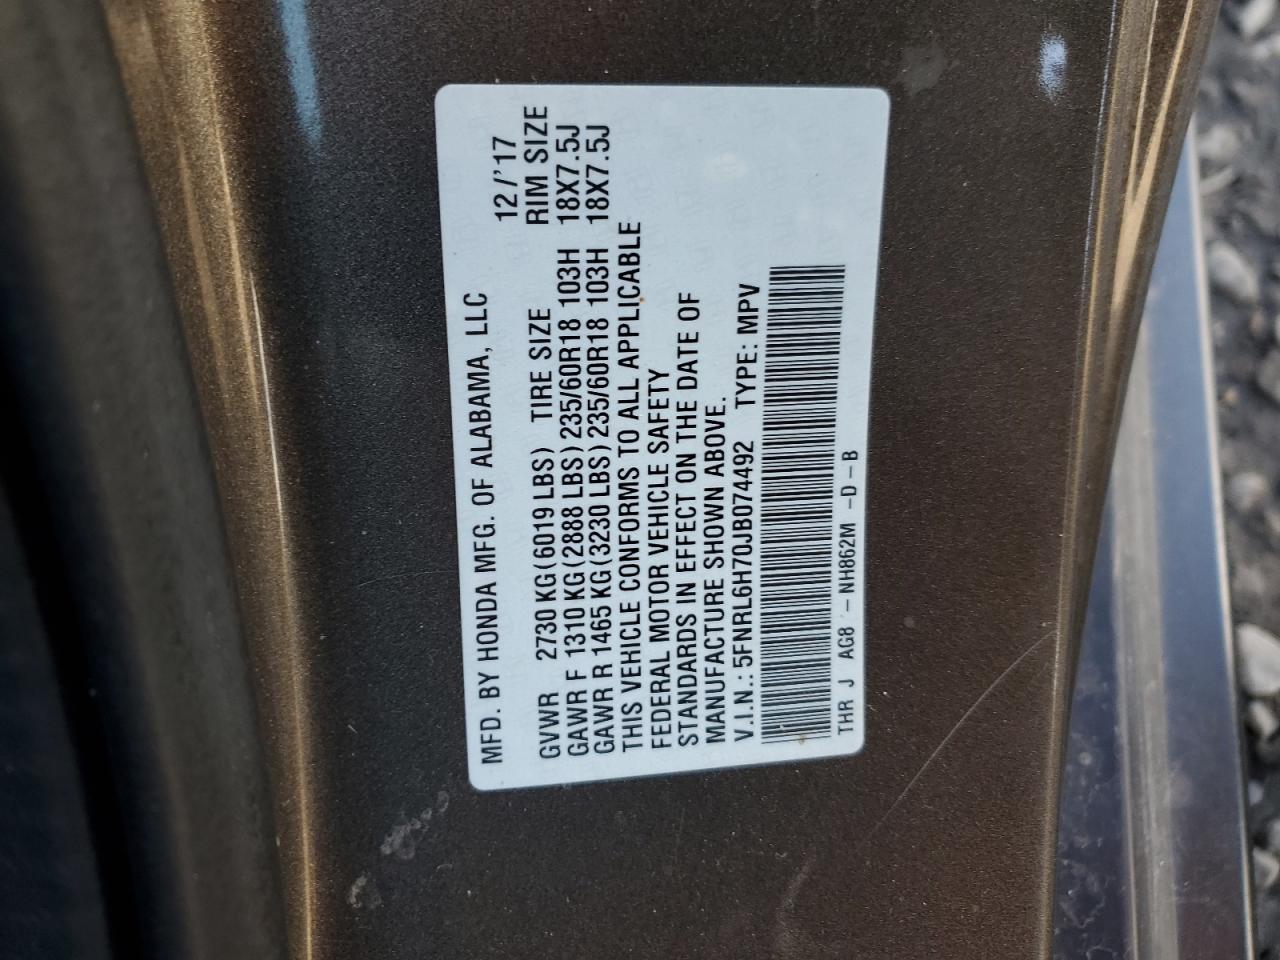 MFD. BY HONDA MFG. OF ALABAMA, LLC 12/'17
GVWR 2730 KG(6019 LBS) TIRE SIZE RIM SIZE
GAWR F 1310 KG(2888 LBS) 235/60R18 103H 18X7.5J
GAWR R 1465 KG(3230 LBS) 235/60R18 103H 18X7.5J
THIS VEHICLE CONFORMS TO ALL APPLICABLE
FEDERAL MOTOR VEHICLE SAFETY
STANDARDS IN EFFECT ON THE DATE OF
MANUFACTURE SHOWN ABOVE.
V.I.N.: 5FNRL6H70JB074492 TYPE: MPV
THR J AG8 - NH862M -D-B